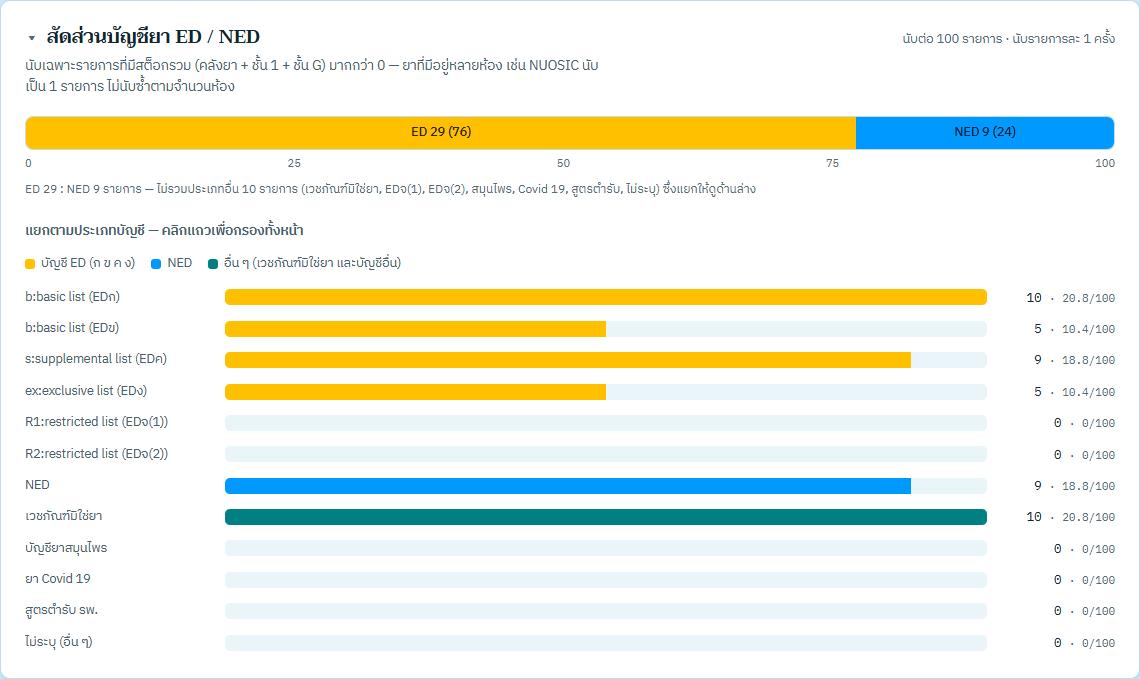 สัดส่วนบัญชียา ED / NED
นับต่อ 100 รายการ · นับรายการละ 1 ครั้ง
นับเฉพาะรายการที่มีสต็อกรวม (คลังยา + ชั้น 1 + ชั้น G) มากกว่า 0 — ยาที่มีอยู่หลายห้อง เช่น NUOSIC นับ
เป็น 1 รายการ ไม่นับซ้ำตามจำนวนห้อง
ED 29 (76)
NED 9 (24)
0 25 50 75 100
ED 29 : NED 9 รายการ — ไม่รวมประเภทอื่น 10 รายการ (เวชภัณฑ์มิใช่ยา, EDจ(1), EDจ(2), สมุนไพร, Covid 19, สูตรตำรับ, ไม่ระบุ) ซึ่งแยกให้ดูด้านล่าง
แยกตามประเภทบัญชี — คลิกแถวเพื่อกรองทั้งหน้า
บัญชี ED (ก ข ค ง) NED อื่น ๆ (เวชภัณฑ์มิใช่ยา และบัญชีอื่น)
b:basic list (EDก) 10 · 20.8/100
b:basic list (EDข) 5 · 10.4/100
s:supplemental list (EDค) 9 · 18.8/100
ex:exclusive list (EDง) 5 · 10.4/100
R1:restricted list (EDจ(1)) 0 · 0/100
R2:restricted list (EDจ(2)) 0 · 0/100
NED 9 · 18.8/100
เวชภัณฑ์มิใช่ยา 10 · 20.8/100
บัญชียาสมุนไพร 0 · 0/100
ยา Covid 19 0 · 0/100
สูตรตำรับ รพ. 0 · 0/100
ไม่ระบุ (อื่น ๆ) 0 · 0/100